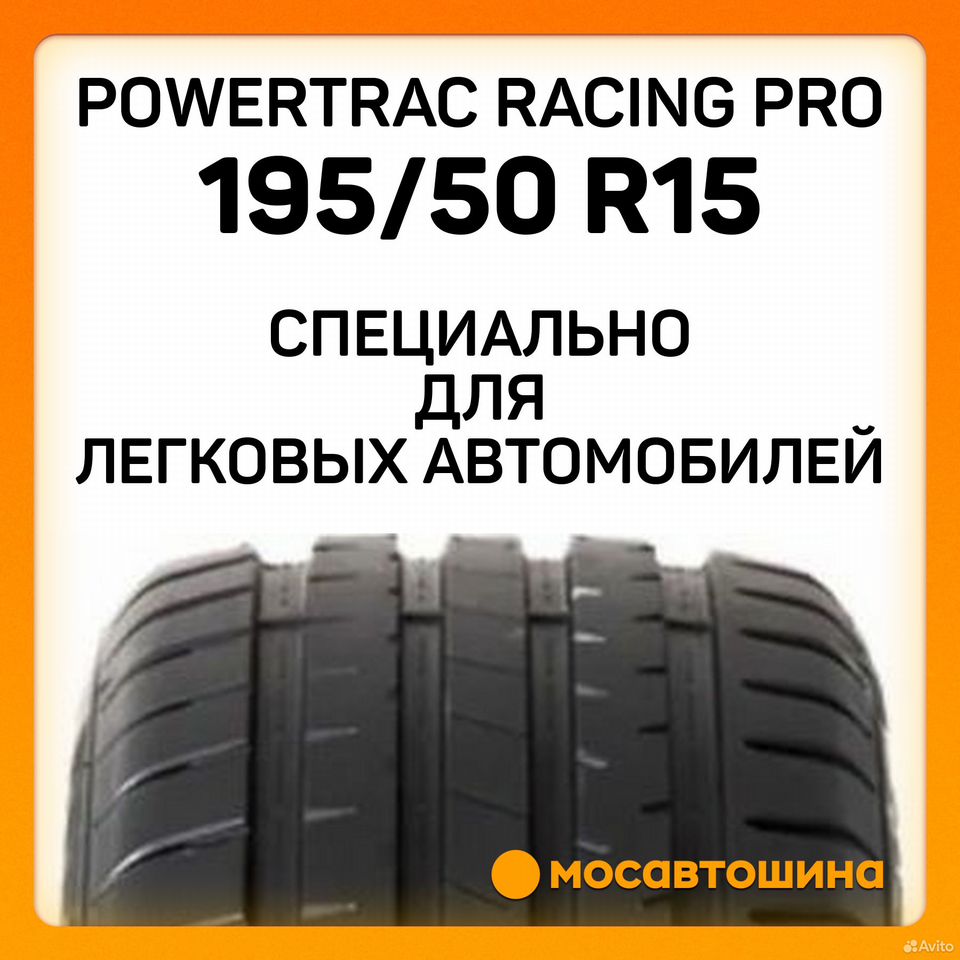 POWERTRAC RACING PRO
195/50 R15
СПЕЦИАЛЬНО
ДЛЯ
ЛЕГКОВЫХ АВТОМОБИЛЕЙ
МОСАВТОШИНА
Avito